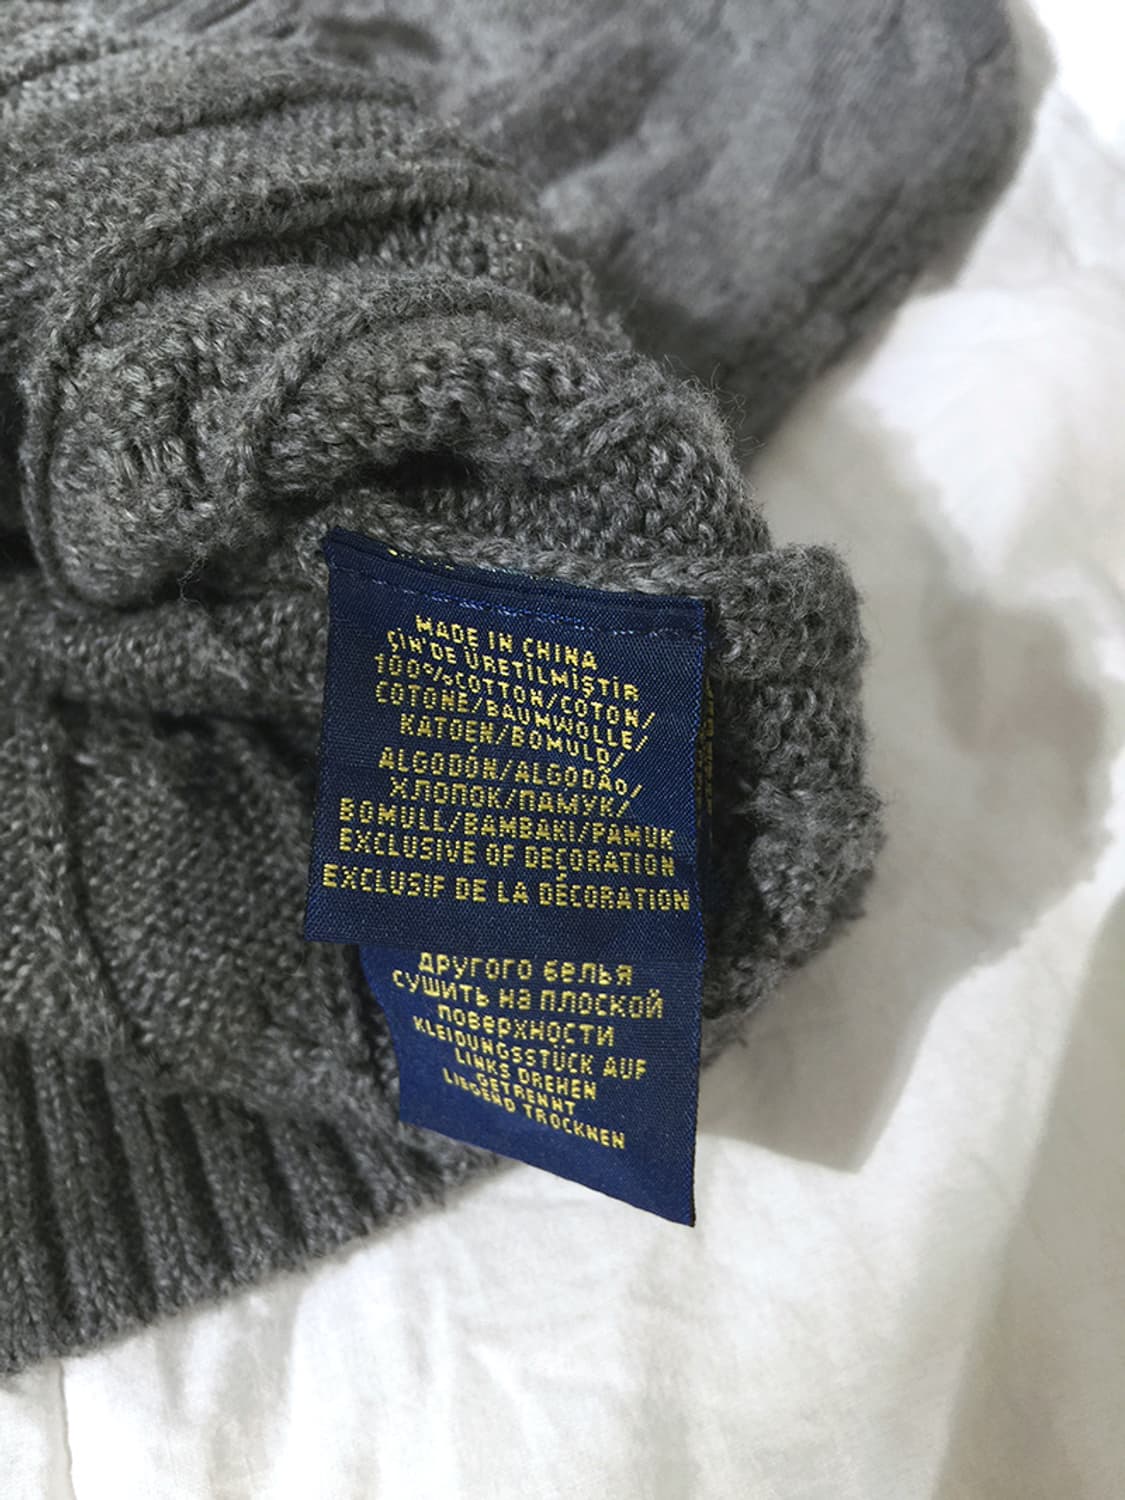 MADE IN CHINA
ÇİN'DE ÜRETİLMİŞTİR
100%COTTON/COTON/
COTONE/BAUMWOLLE/
KATOEN/BOMULD/
ALGODÓN/ALGODÃO/
ХЛОПОК/ПАМУК/
BOMULL/BAMBAKI/PAMUK
EXCLUSIVE OF DECORATION
EXCLUSIF DE LA DÉCORATION
другого белья
сушить на плоской
поверхности
KLEIDUNGSSTÜCK AUF
LINKS DREHEN
GETRENNT
LIEGEND TROCKNEN